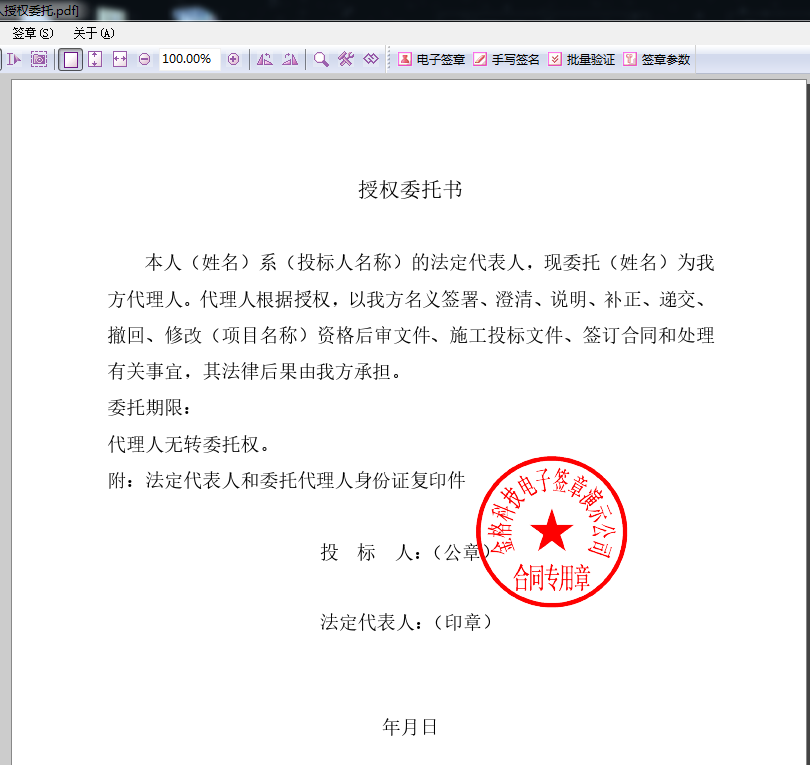 人授权委托.pdf]
签章(S) 关于(A)
100.00% 电子签章 手写签名 批量验证 签章参数
授权委托书
本人（姓名）系（投标人名称）的法定代表人，现委托（姓名）为我
方代理人。代理人根据授权，以我方名义签署、澄清、说明、补正、递交、
撤回、修改（项目名称）资格后审文件、施工投标文件、签订合同和处理
有关事宜，其法律后果由我方承担。
委托期限：
代理人无转委托权。
附：法定代表人和委托代理人身份证复印件
金格科技电子签章演示公司
投 标 人：（公章）
合同专用章
法定代表人：（印章）
年月日